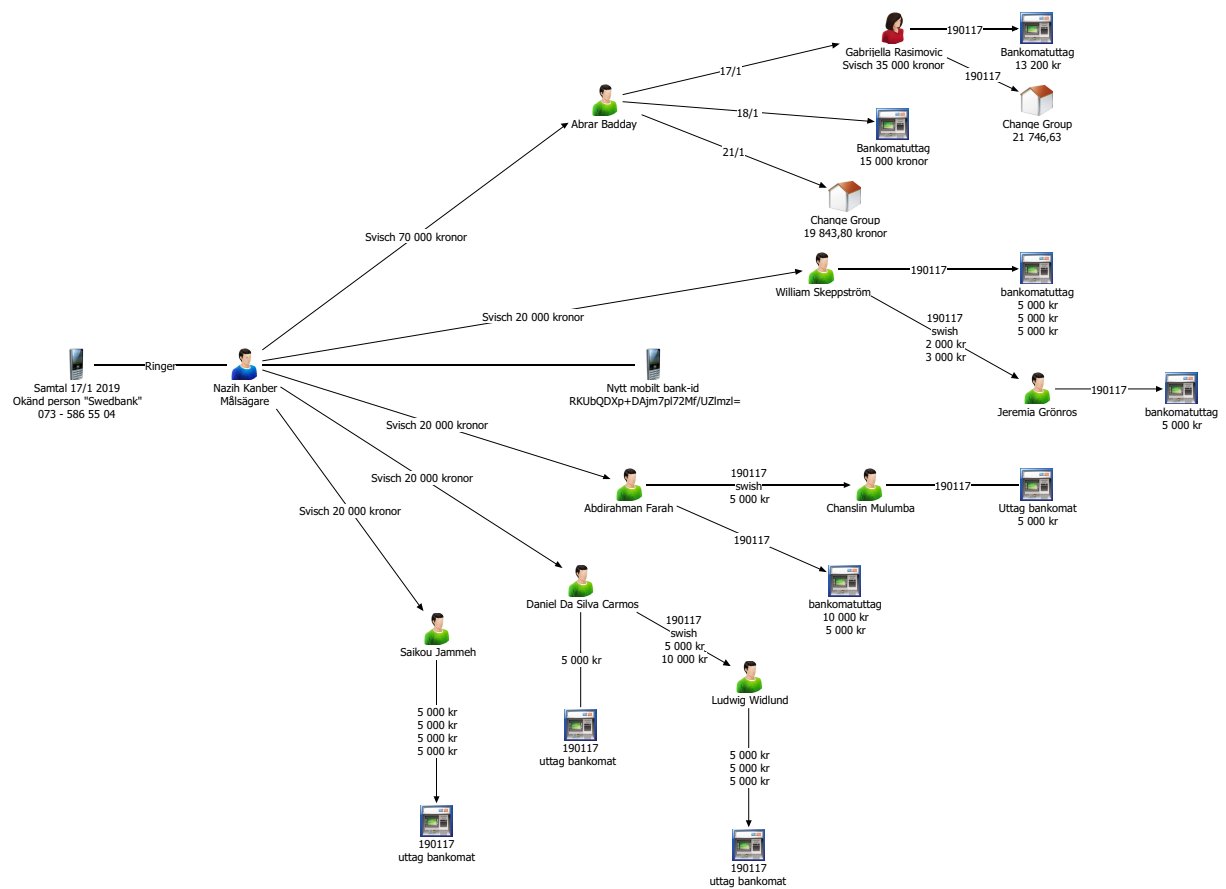 190117
Gabrijella Rasimovic
Svisch 35 000 kronor
Bankomatuttag
13 200 kr
17/1
190117
Abrar Badday
18/1
Change Group
21 746,63
Bankomatuttag
15 000 kronor
21/1
Change Group
19 843,80 kronor
Svisch 70 000 kronor
190117
William Skeppström
bankomatuttag
5 000 kr
5 000 kr
5 000 kr
Svisch 20 000 kronor
190117
swish
2 000 kr
3 000 kr
Ringer
Samtal 17/1 2019
Okänd person "Swedbank"
073 - 586 55 04
Nazih Kanber
Målsägare
Nytt mobilt bank-id
RKUbQDXp+DAjm7pl72Mf/UZlmzI=
190117
Jeremia Grönros
bankomatuttag
5 000 kr
Svisch 20 000 kronor
Svisch 20 000 kronor
190117
swish
5 000 kr
190117
Abdirahman Farah
Chanslin Mulumba
Uttag bankomat
5 000 kr
Svisch 20 000 kronor
190117
Daniel Da Silva Carmos
bankomatuttag
10 000 kr
5 000 kr
190117
swish
5 000 kr
10 000 kr
Saikou Jammeh
5 000 kr
Ludwig Widlund
5 000 kr
5 000 kr
5 000 kr
5 000 kr
190117
uttag bankomat
5 000 kr
5 000 kr
5 000 kr
190117
uttag bankomat
190117
uttag bankomat